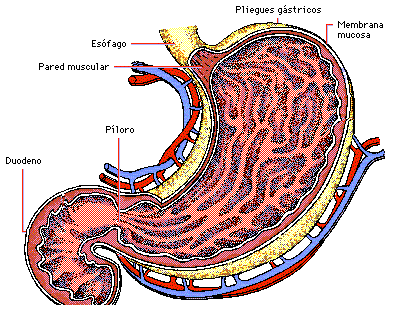 Pliegues gástricos
Membrana
mucosa
Esófago
Pared muscular
Píloro
Duodeno